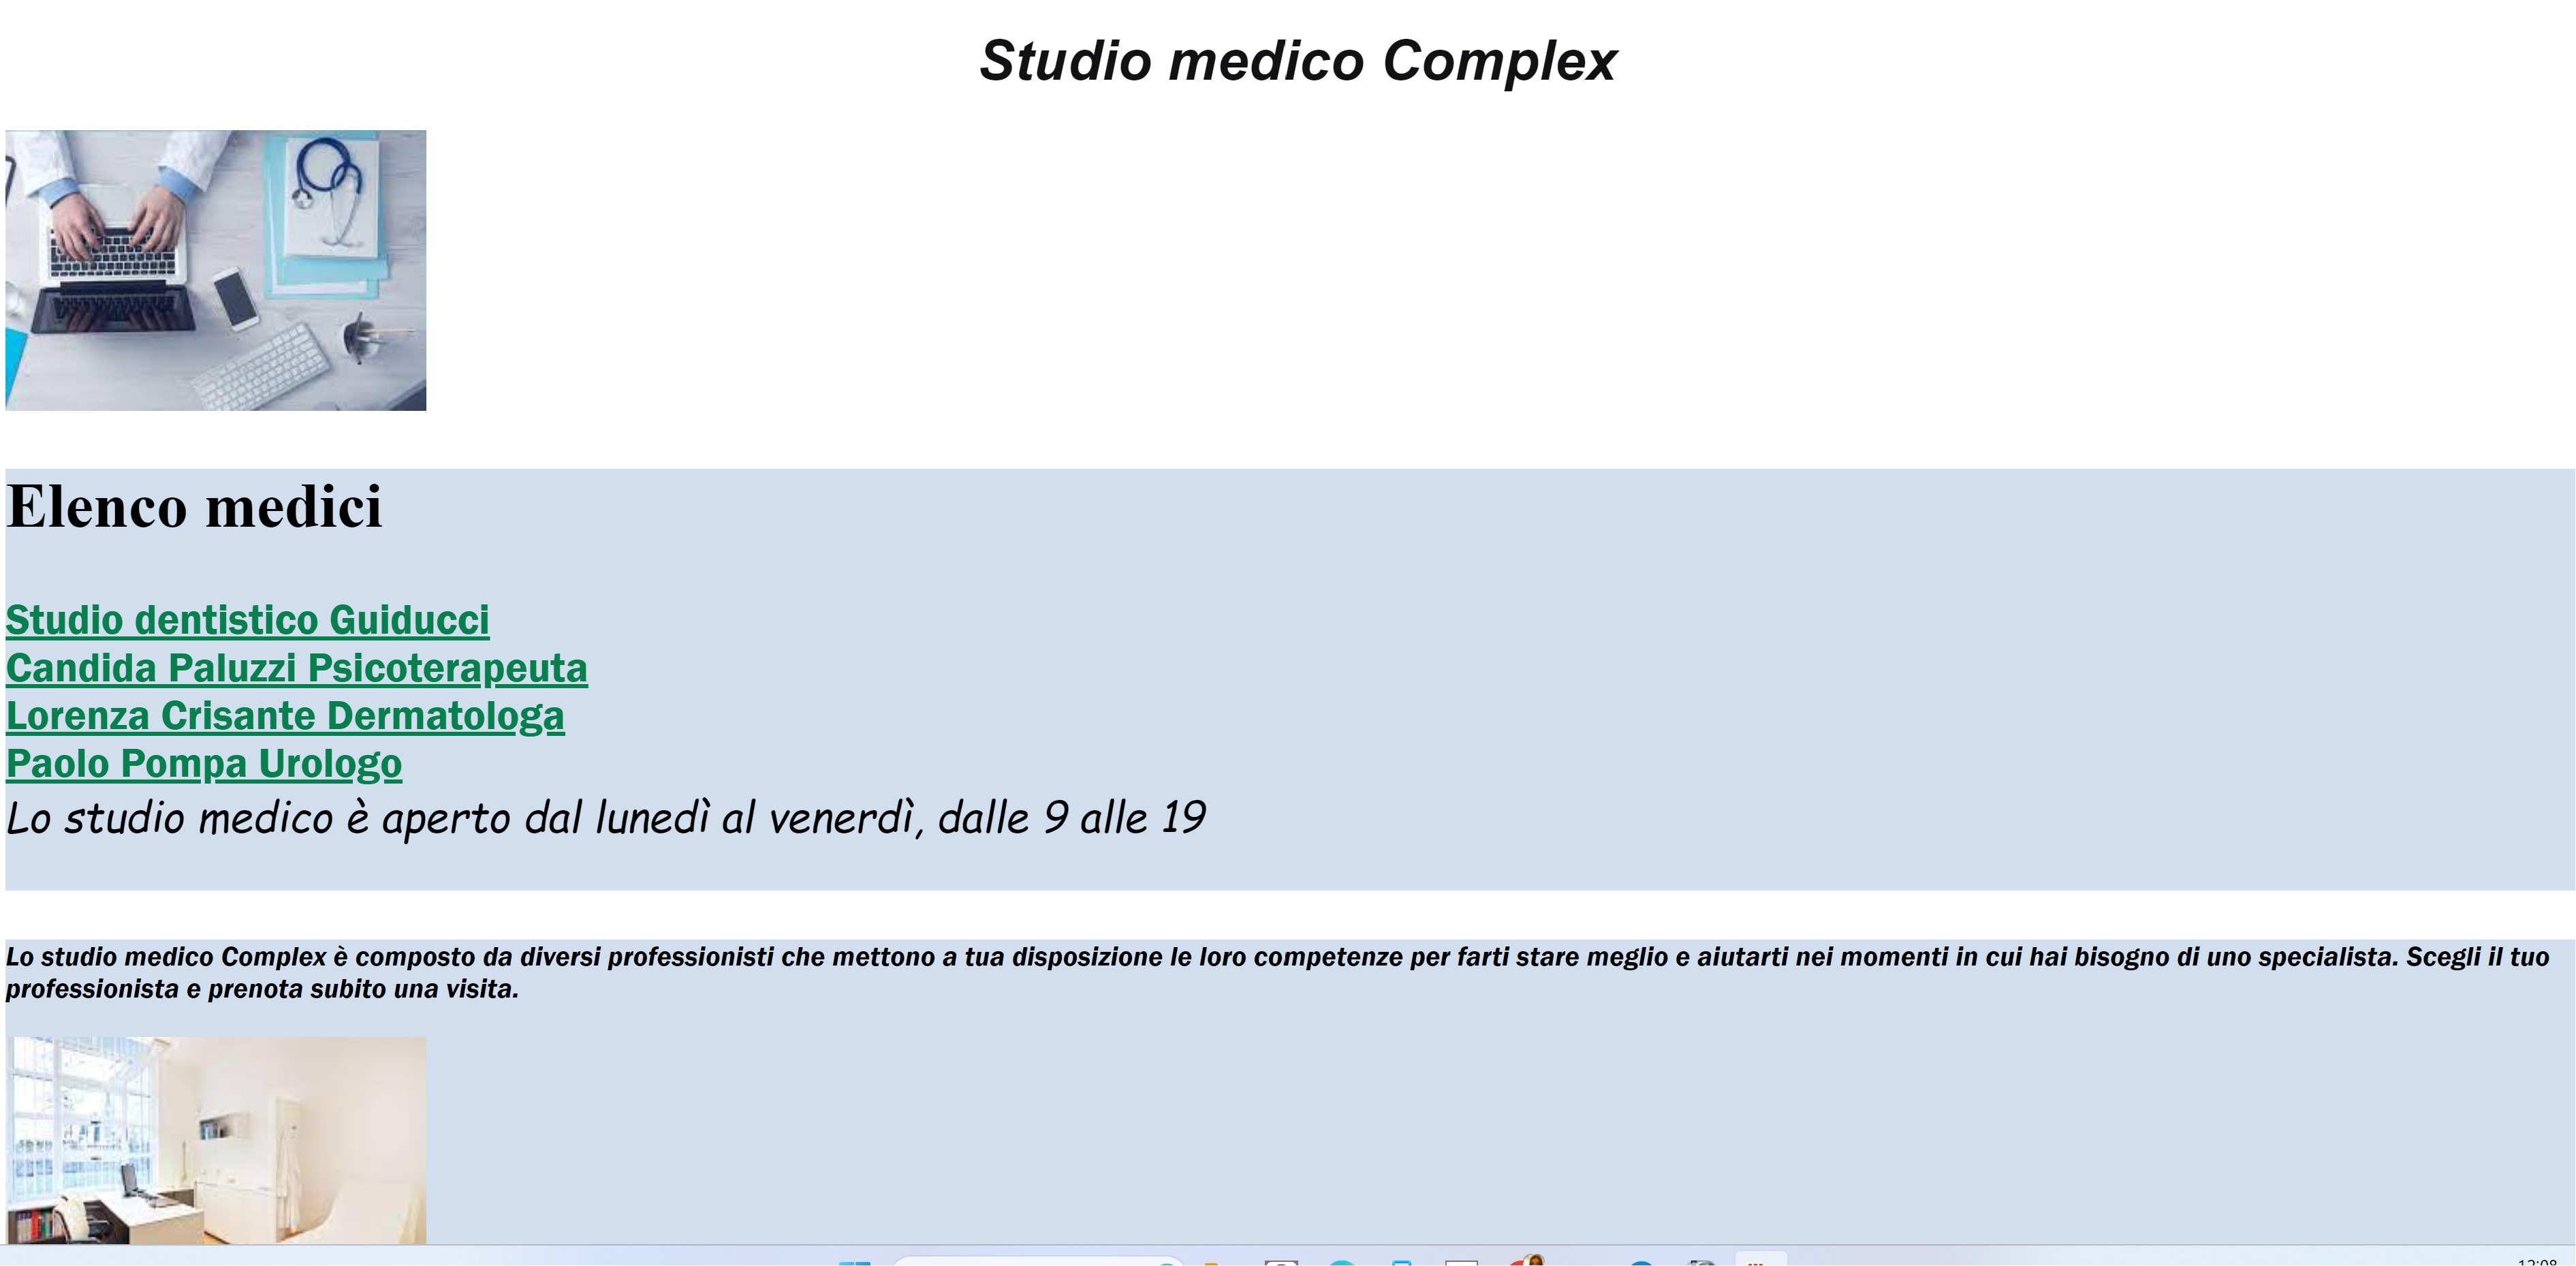 Studio medico Complex
Elenco medici
Studio dentistico Guiducci
Candida Paluzzi Psicoterapeuta
Lorenza Crisante Dermatologa
Paolo Pompa Urologo
Lo studio medico è aperto dal lunedì al venerdì, dalle 9 alle 19
Lo studio medico Complex è composto da diversi professionisti che mettono a tua disposizione le loro competenze per farti stare meglio e aiutarti nei momenti in cui hai bisogno di uno specialista. Scegli il tuo
professionista e prenota subito una visita.